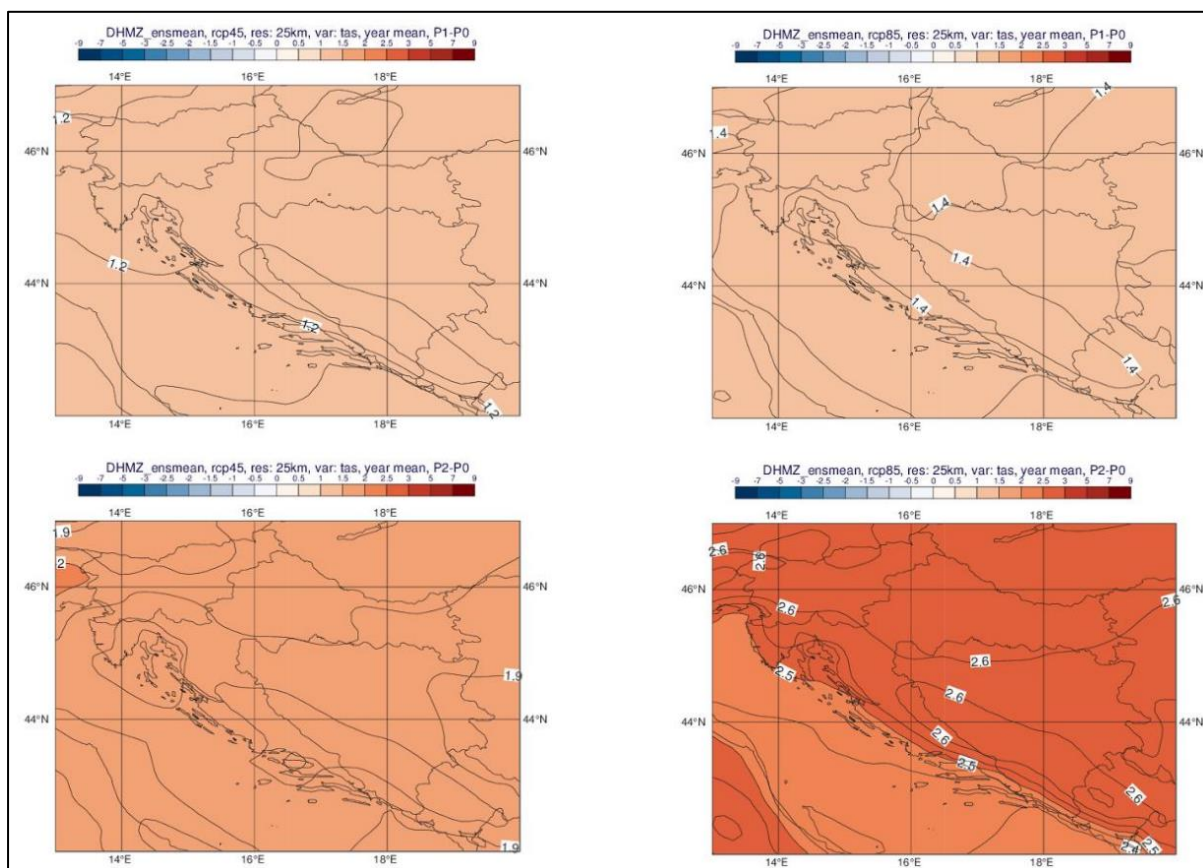 DHMZ_ensmean, rcp45, res: 25km, var: tas, year mean, P1-P0
-9 -7 -5 -3 -2.5 -2 -1.5 -1 -0.5 0 0.5 1 1.5 2 2.5 3 5 7 9
14°E 16°E 18°E
1.2
46°N 46°N
1.2
44°N 44°N
1.2
1.2
14°E 16°E 18°E
DHMZ_ensmean, rcp85, res: 25km, var: tas, year mean, P1-P0
-9 -7 -5 -3 -2.5 -2 -1.5 -1 -0.5 0 0.5 1 1.5 2 2.5 3 5 7 9
14°E 16°E 18°E
1.4
1.4
46°N 46°N
1.4
1.4
44°N 44°N
1.4
1.4
14°E 16°E 18°E
DHMZ_ensmean, rcp45, res: 25km, var: tas, year mean, P2-P0
-9 -7 -5 -3 -2.5 -2 -1.5 -1 -0.5 0 0.5 1 1.5 2 2.5 3 5 7 9
14°E 16°E 18°E
1.9
2
46°N 46°N
1.9
44°N 44°N
1.9
14°E 16°E 18°E
DHMZ_ensmean, rcp85, res: 25km, var: tas, year mean, P2-P0
-9 -7 -5 -3 -2.5 -2 -1.5 -1 -0.5 0 0.5 1 1.5 2 2.5 3 5 7 9
14°E 16°E 18°E
2.6 2.6 2.6
46°N 46°N
2.6 2.6
2.6
2.5
2.6
44°N 44°N
2.6
2.5
2.6
2.4 2.5
14°E 16°E 18°E